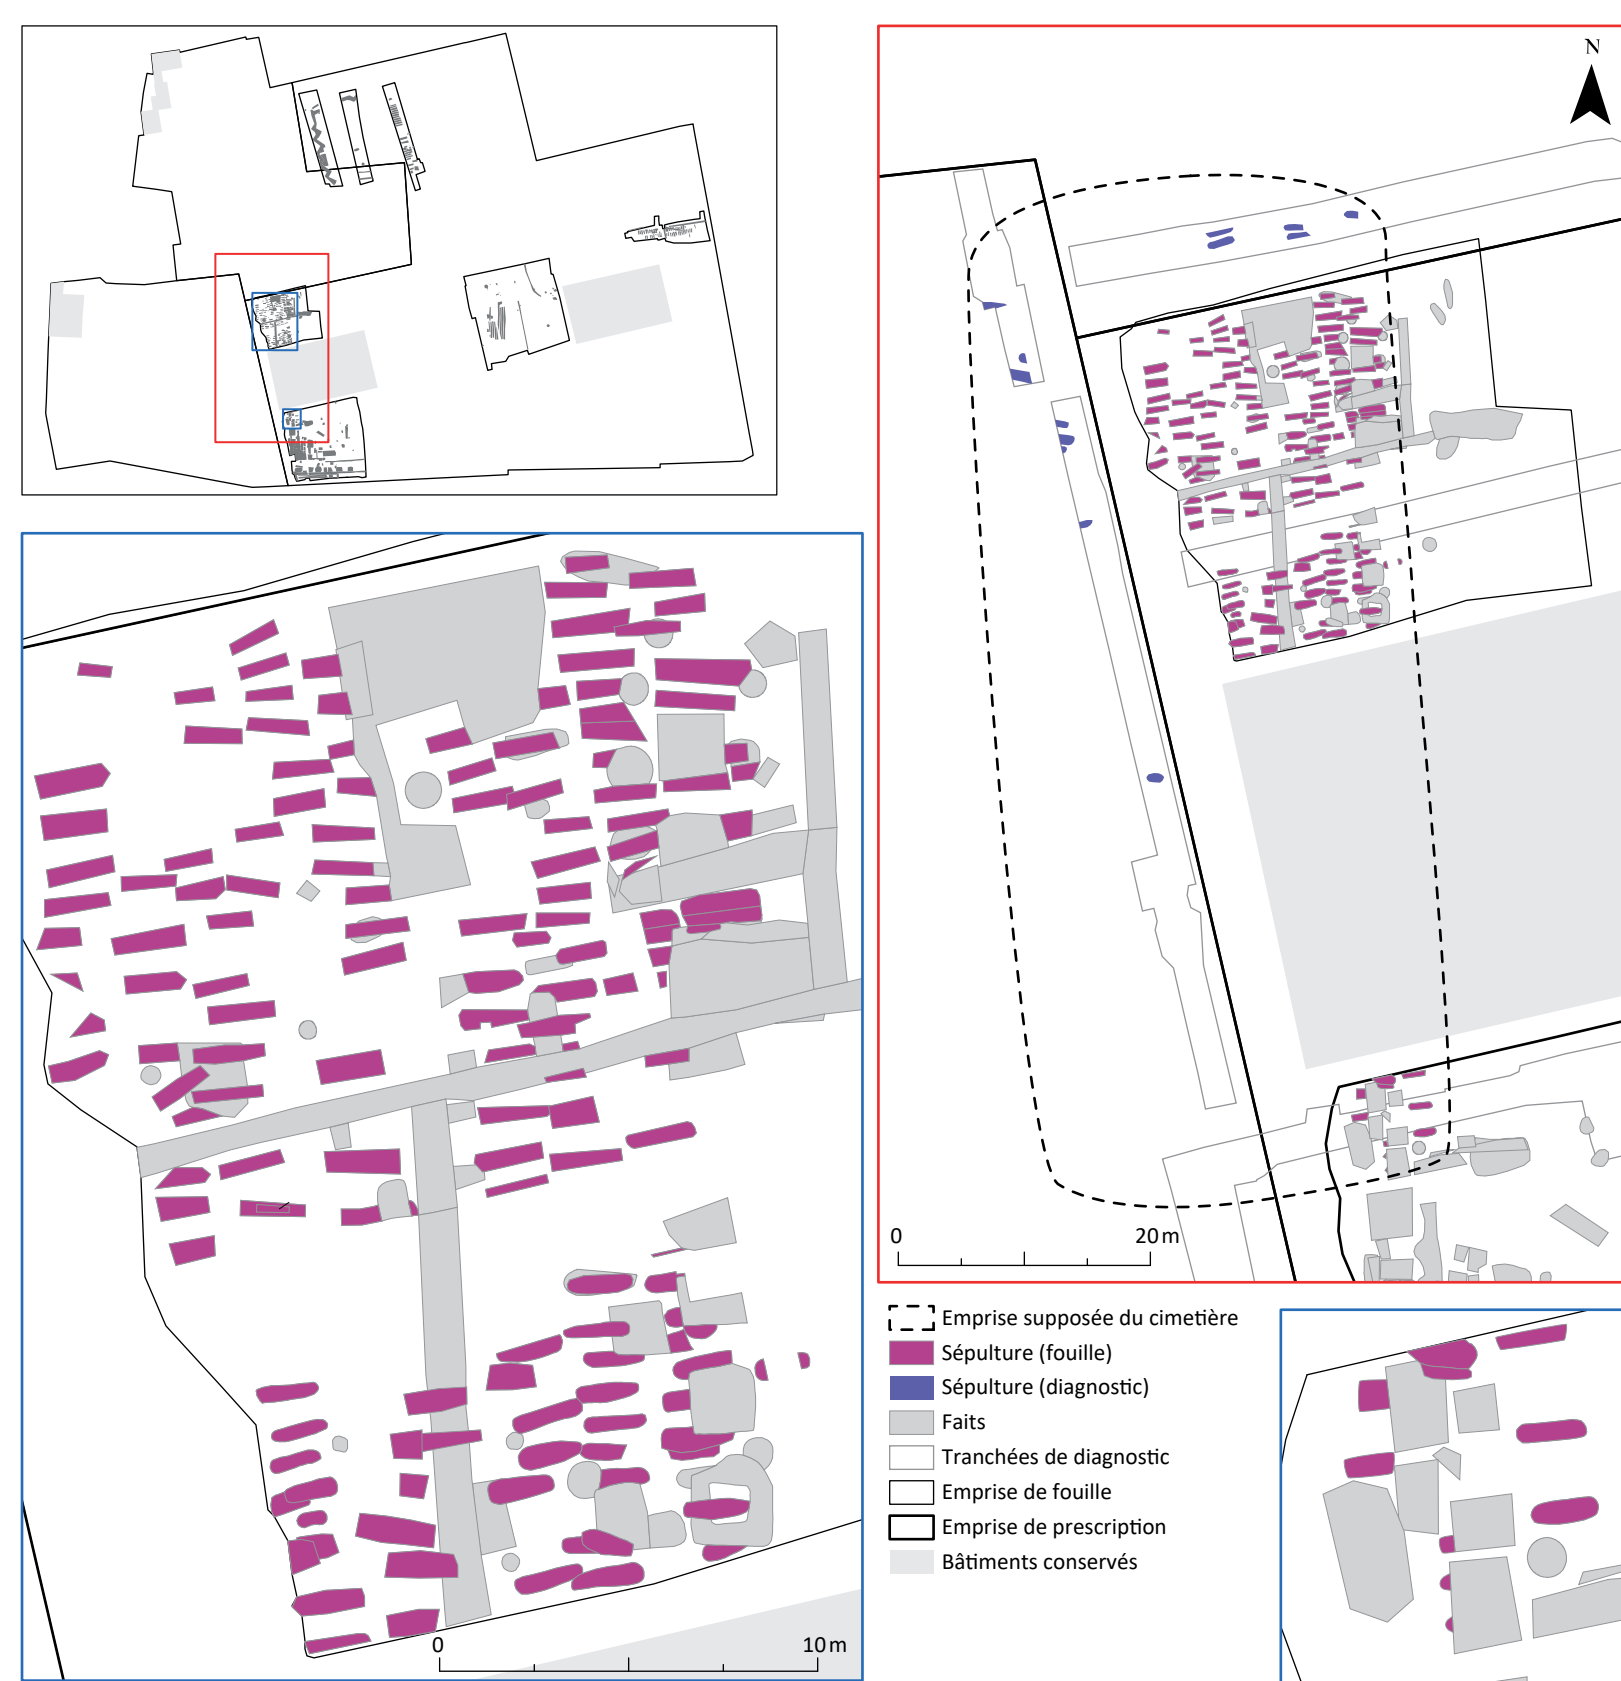 N
0 20 m
Emprise supposée du cimetière
Sépulture (fouille)
Sépulture (diagnostic)
Faits
Tranchées de diagnostic
Emprise de fouille
Emprise de prescription
Bâtiments conservés
0 10 m